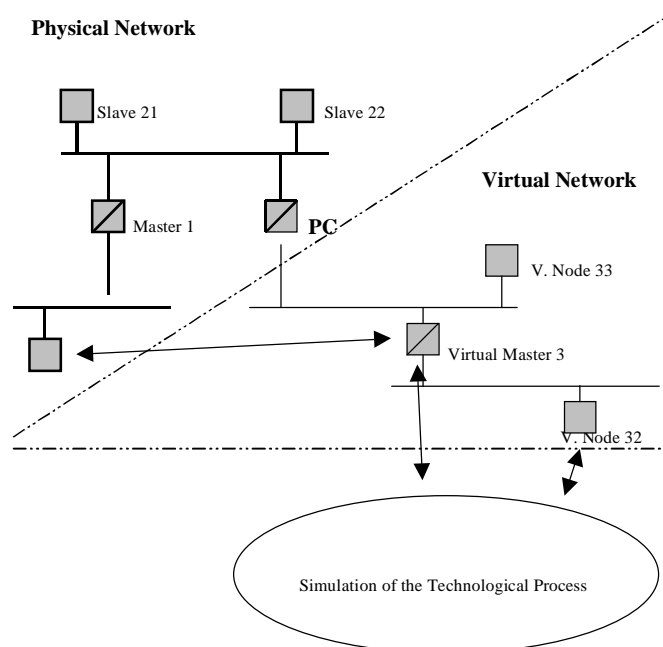 Physical Network
Slave 21
Slave 22
Virtual Network
Master 1
PC
V. Node 33
Virtual Master 3
V. Node 32
Simulation of the Technological Process